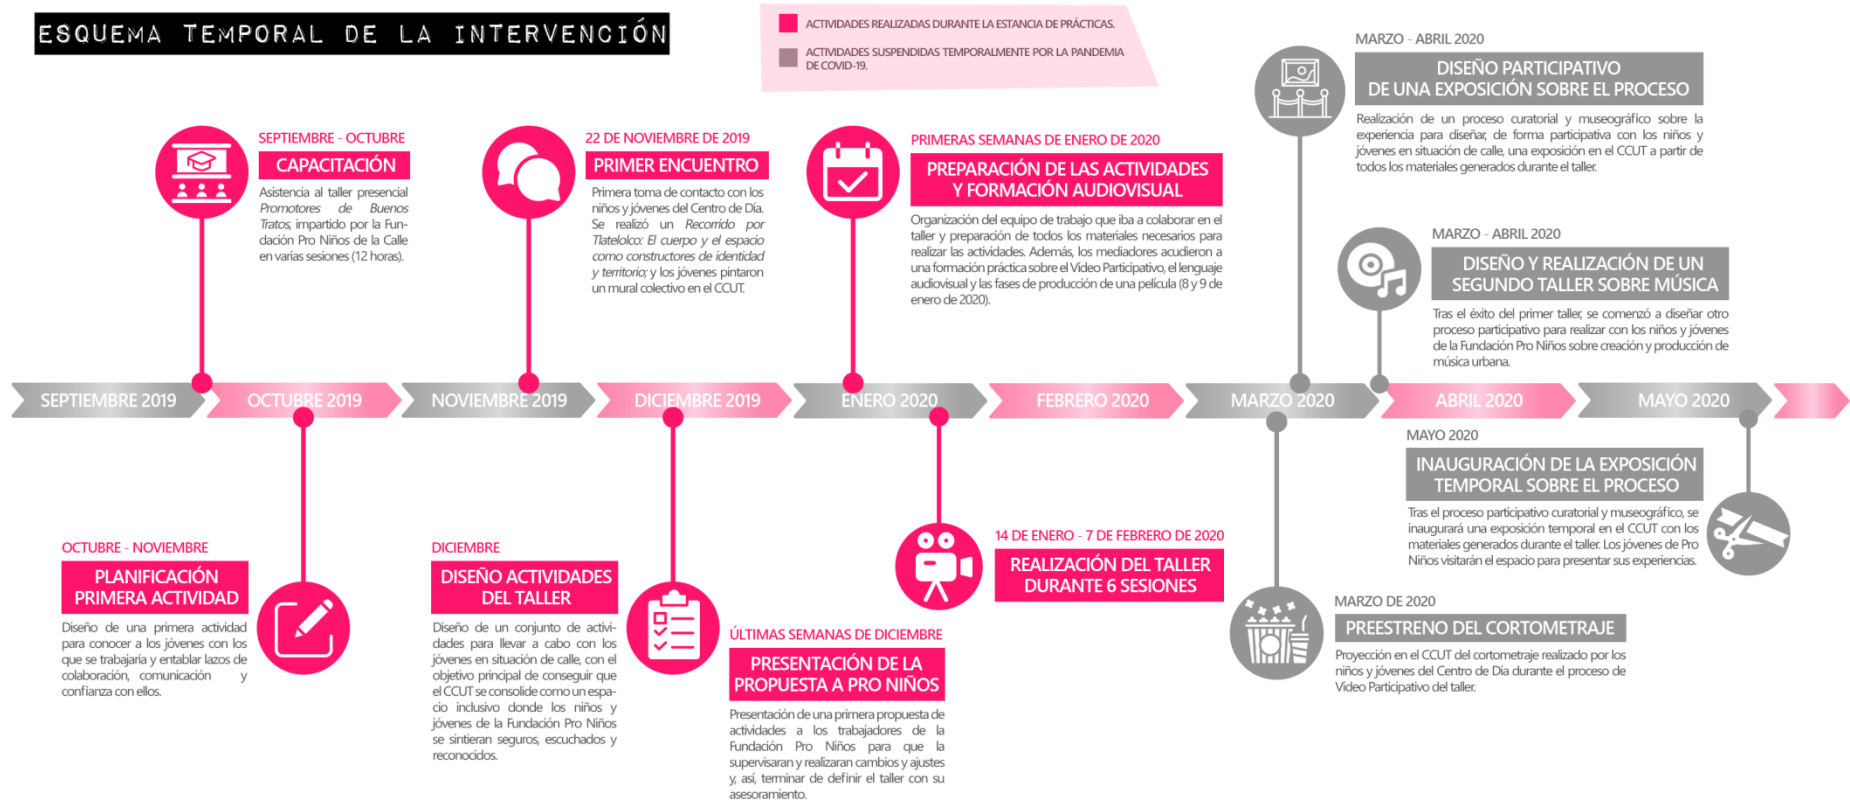 ESQUEMA TEMPORAL DE LA INTERVENCIÓN
ACTIVIDADES REALIZADAS DURANTE LA ESTANCIA DE PRÁCTICAS.
ACTIVIDADES SUSPENDIDAS TEMPORALMENTE POR LA PANDEMIA
DE COVID-19.
SEPTIEMBRE - OCTUBRE
CAPACITACIÓN
Asistencia al taller presencial
Promotores de Buenos
Tratos, impartido por la Fun-
dación Pro Niños de la Calle
en varias sesiones (12 horas).
22 DE NOVIEMBRE DE 2019
PRIMER ENCUENTRO
Primera toma de contacto con los
niños y jóvenes del Centro de Día.
Se realizó un Recorrido por
Tlatelolco: El cuerpo y el espacio
como constructores de identidad
y territorio; y los jóvenes pintaron
un mural colectivo en el CCUT.
PRIMERAS SEMANAS DE ENERO DE 2020
PREPARACIÓN DE LAS ACTIVIDADES
Y FORMACIÓN AUDIOVISUAL
Organización del equipo de trabajo que iba a colaborar en el
taller y preparación de todos los materiales necesarios para
realizar las actividades. Además, los mediadores acudieron a
una formación práctica sobre el Vídeo Participativo, el lenguaje
audiovisual y las fases de producción de una película (8 y 9 de
enero de 2020).
MARZO - ABRIL 2020
DISEÑO PARTICIPATIVO
DE UNA EXPOSICIÓN SOBRE EL PROCESO
Realización de un proceso curatorial y museográfico sobre la
experiencia para diseñar, de forma participativa con los niños y
jóvenes en situación de calle, una exposición en el CCUT a partir de
todos los materiales generados durante el taller.
MARZO - ABRIL 2020
DISEÑO Y REALIZACIÓN DE UN
SEGUNDO TALLER SOBRE MÚSICA
Tras el éxito del primer taller, se comenzó a diseñar otro
proceso participativo para realizar con los niños y jóvenes
de la Fundación Pro Niños sobre creación y producción de
música urbana.
SEPTIEMBRE 2019
OCTUBRE 2019
NOVIEMBRE 2019
DICIEMBRE 2019
ENERO 2020
FEBRERO 2020
MARZO 2020
ABRIL 2020
MAYO 2020
OCTUBRE - NOVIEMBRE
PLANIFICACIÓN
PRIMERA ACTIVIDAD
Diseño de una primera actividad
para conocer a los jóvenes con los
que se trabajaría y entablar lazos de
colaboración, comunicación y
confianza con ellos.
DICIEMBRE
DISEÑO ACTIVIDADES
DEL TALLER
Diseño de un conjunto de activi-
dades para llevar a cabo con los
jóvenes en situación de calle, con el
objetivo principal de conseguir que
el CCUT se consolide como un espa-
cio inclusivo donde los niños y
jóvenes de la Fundación Pro Niños
se sintieran seguros, escuchados y
reconocidos.
ÚLTIMAS SEMANAS DE DICIEMBRE
PRESENTACIÓN DE LA
PROPUESTA A PRO NIÑOS
Presentación de una primera propuesta de
actividades a los trabajadores de la
Fundación Pro Niños para que la
supervisaran y realizaran cambios y ajustes
y, así, terminar de definir el taller con su
asesoramiento.
14 DE ENERO - 7 DE FEBRERO DE 2020
REALIZACIÓN DEL TALLER
DURANTE 6 SESIONES
MAYO 2020
INAUGURACIÓN DE LA EXPOSICIÓN
TEMPORAL SOBRE EL PROCESO
Tras el proceso participativo curatorial y museográfico, se
inaugurará una exposición temporal en el CCUT con los
materiales generados durante el taller. Los jóvenes de Pro
Niños visitarán el espacio para presentar sus experiencias.
MARZO DE 2020
PREESTRENO DEL CORTOMETRAJE
Proyección en el CCUT del cortometraje realizado por los
niños y jóvenes del Centro de Día durante el proceso de
Vídeo Participativo del taller.